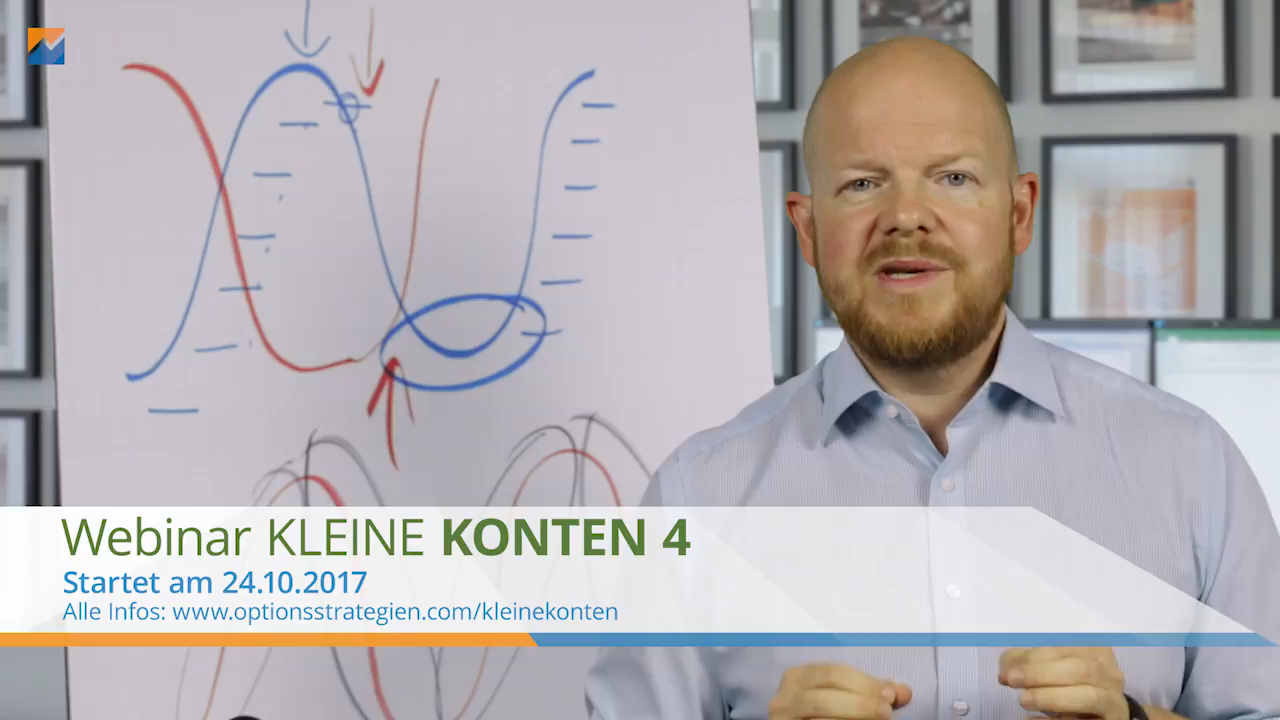 Webinar KLEINE KONTEN 4
Startet am 24.10.2017
Alle Infos: www.optionsstrategien.com/kleinekonten